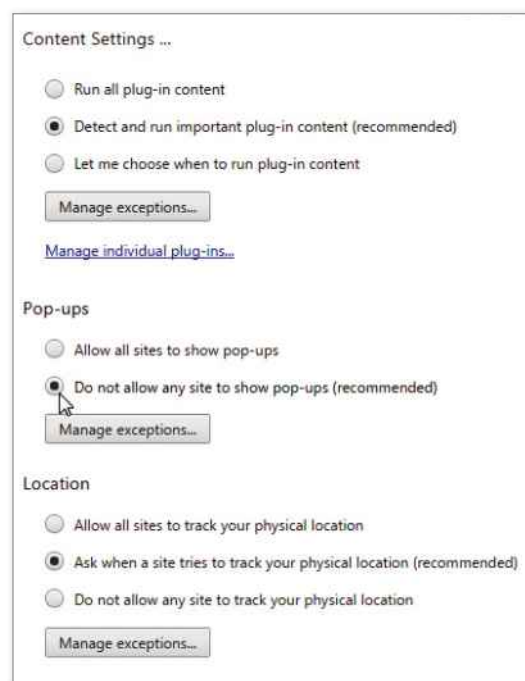 Content Settings ...
Run all plug-in content
Detect and run important plug-in content (recommended)
Let me choose when to run plug-in content
Manage exceptions...
Manage individual plug-ins...
Pop-ups
Allow all sites to show pop-ups
Do not allow any site to show pop-ups (recommended)
Manage exceptions...
Location
Allow all sites to track your physical location
Ask when a site tries to track your physical location (recommended)
Do not allow any site to track your physical location
Manage exceptions...